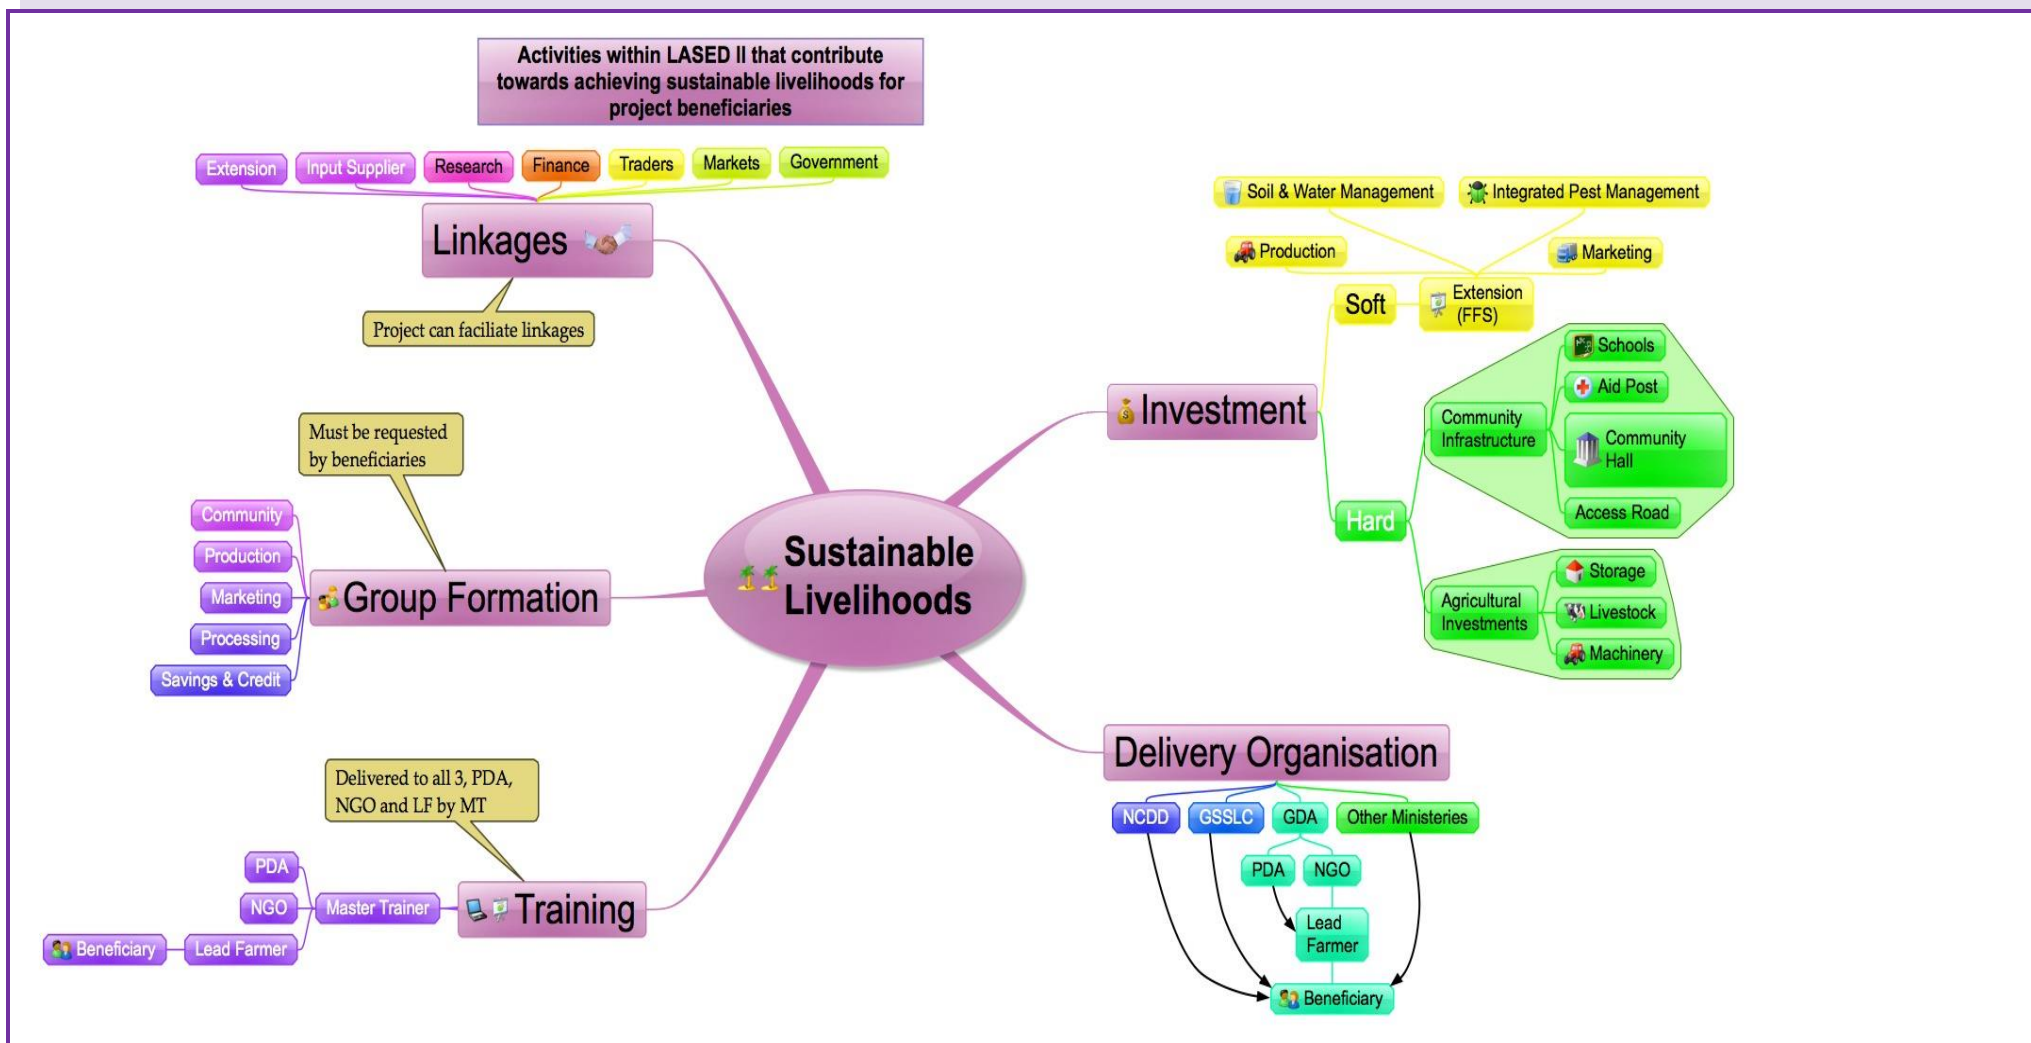 Activities within LASED II that contribute
towards achieving sustainable livelihoods for
project beneficiaries
Extension
Input Supplier
Research
Finance
Traders
Markets
Government
Linkages
Project can faciliate linkages
Must be requested
by beneficiaries
Community
Production
Marketing
Processing
Savings & Credit
Group Formation
Delivered to all 3, PDA,
NGO and LF by MT
PDA
NGO
Beneficiary
Lead Farmer
Master Trainer
Training
Sustainable
Livelihoods
Soil & Water Management
Integrated Pest Management
Production
Marketing
Soft
Extension
(FFS)
Investment
Hard
Community
Infrastructure
Schools
Aid Post
Community
Hall
Access Road
Agricultural
Investments
Storage
Livestock
Machinery
Delivery Organisation
NCDD
GSSLC
GDA
Other Ministeries
PDA
NGO
Lead
Farmer
Beneficiary